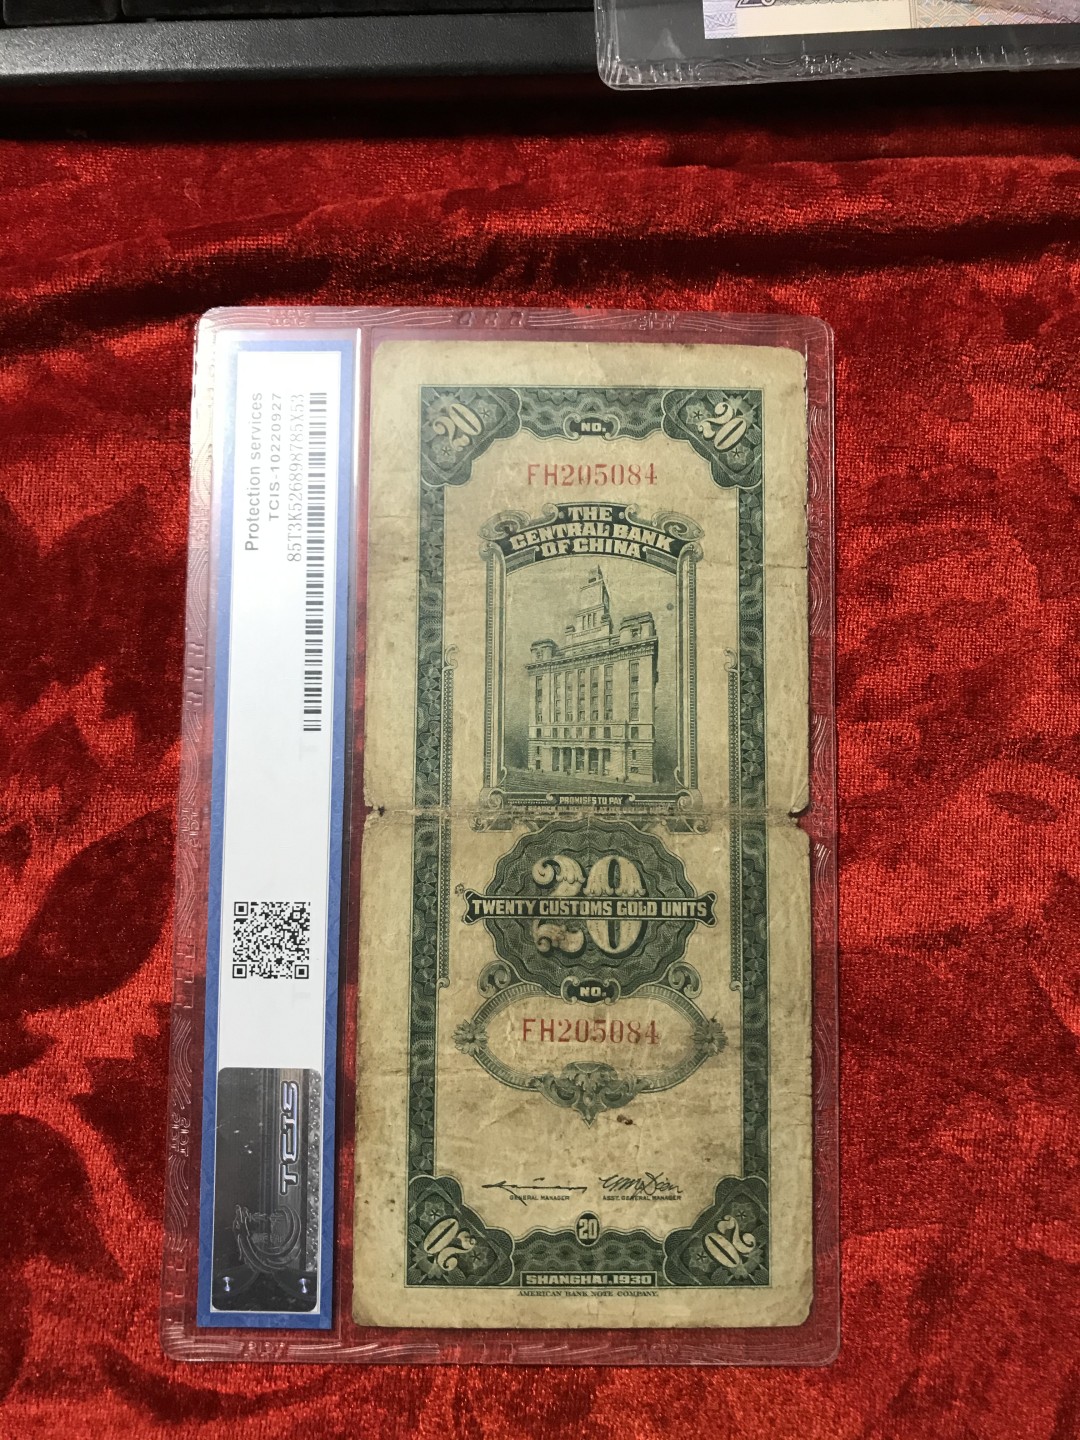 Protection services
TCIS-10220927
85T3K526898785X53
TCIS
20
20
NO.
FH205084
THE
CENTRAL BANK
OF CHINA
PROMISES TO PAY
20
TWENTY CUSTOMS GOLD UNITS
NO.
FH205084
GENERAL MANAGER
ASST. GENERAL MANAGER
20
20
20
SHANGHAI.1930
AMERICAN BANK NOTE COMPANY.